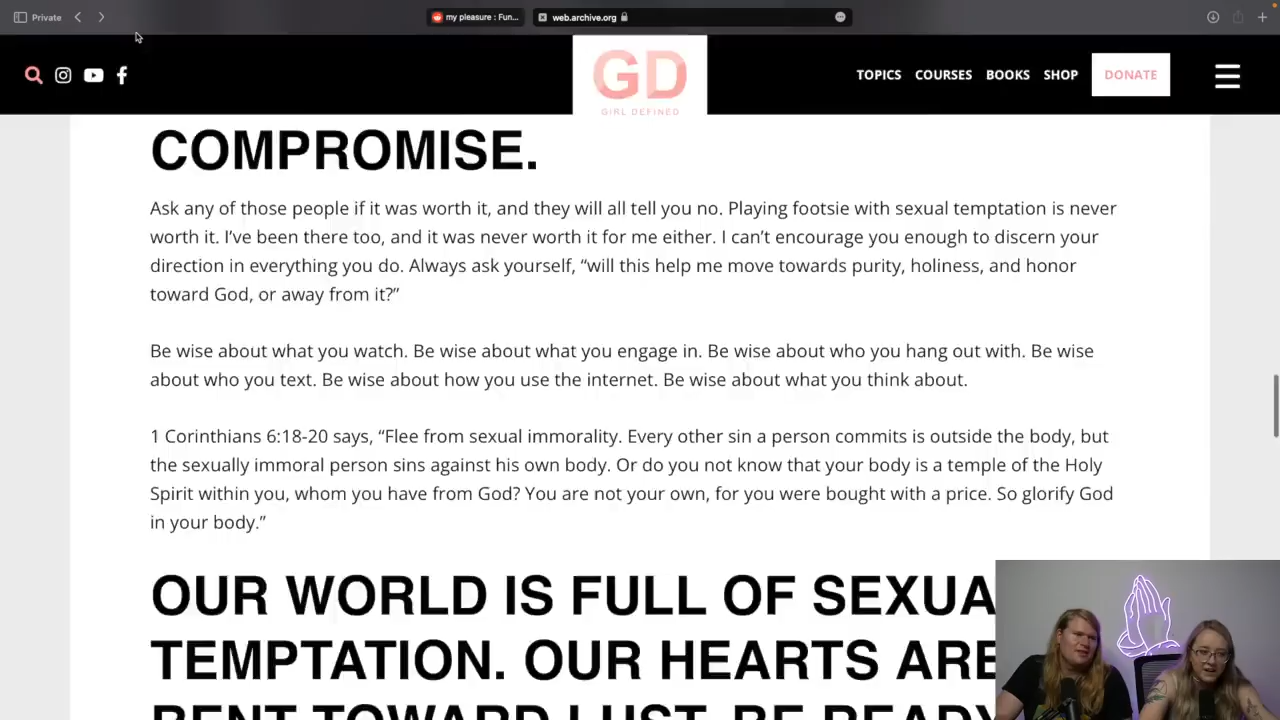 Private
my pleasure : Fun...
web.archive.org
GD
GIRL DEFINED
TOPICS COURSES BOOKS SHOP DONATE
COMPROMISE.
Ask any of those people if it was worth it, and they will all tell you no. Playing footsie with sexual temptation is never
worth it. I’ve been there too, and it was never worth it for me either. I can’t encourage you enough to discern your
direction in everything you do. Always ask yourself, “will this help me move towards purity, holiness, and honor
toward God, or away from it?”
Be wise about what you watch. Be wise about what you engage in. Be wise about who you hang out with. Be wise
about who you text. Be wise about how you use the internet. Be wise about what you think about.
1 Corinthians 6:18-20 says, “Flee from sexual immorality. Every other sin a person commits is outside the body, but
the sexually immoral person sins against his own body. Or do you not know that your body is a temple of the Holy
Spirit within you, whom you have from God? You are not your own, for you were bought with a price. So glorify God
in your body.”
OUR WORLD IS FULL OF SEXUA
TEMPTATION. OUR HEARTS ARE
BENT TOWARD LUST. BE READY